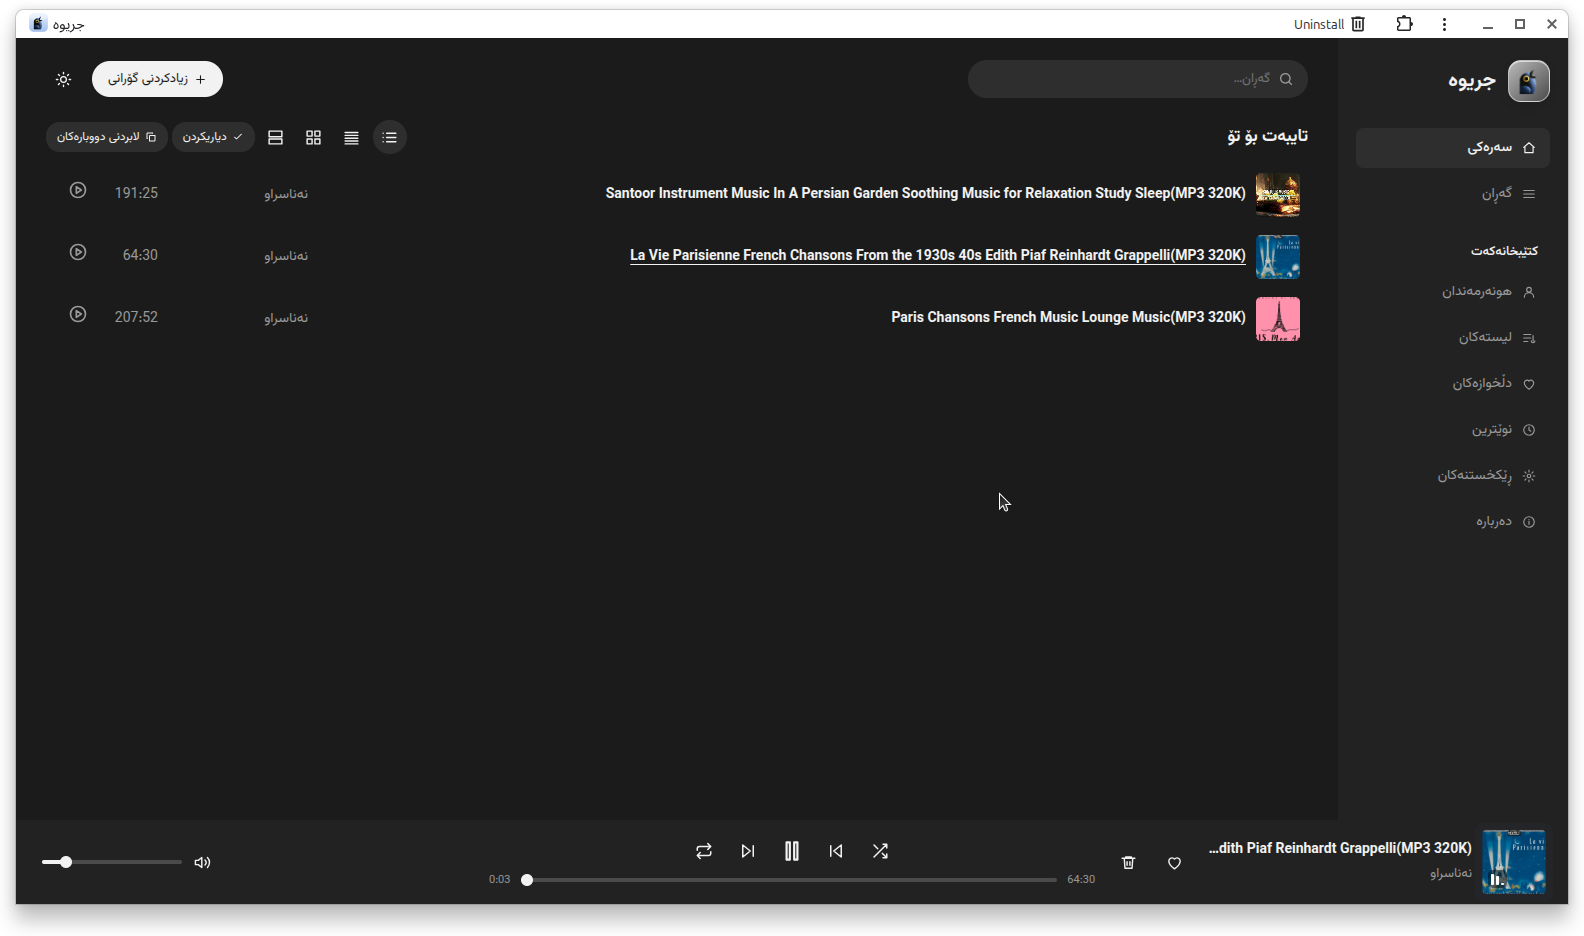 جریوە
Uninstall
جریوە
سەرەکی
گەڕان
کتێبخانەکەت
هونەرمەندان
لیستەکان
دڵخوازەکان
نوێترین
ڕێکخستنەکان
دەربارە
گەڕان...
زیادکردنی گۆرانی
تایبەت بۆ تۆ
دیاریکردن
لابردنی دووبارەکان
Santoor Instrument Music In A Persian Garden Soothing Music for Relaxation Study Sleep(MP3 320K)
نەناسراو
191:25
La Vie Parisienne French Chansons From the 1930s 40s Edith Piaf Reinhardt Grappelli(MP3 320K)
نەناسراو
64:30
Paris Chansons French Music Lounge Music(MP3 320K)
نەناسراو
207:52
...dith Piaf Reinhardt Grappelli(MP3 320K)
نەناسراو
0:03
64:30